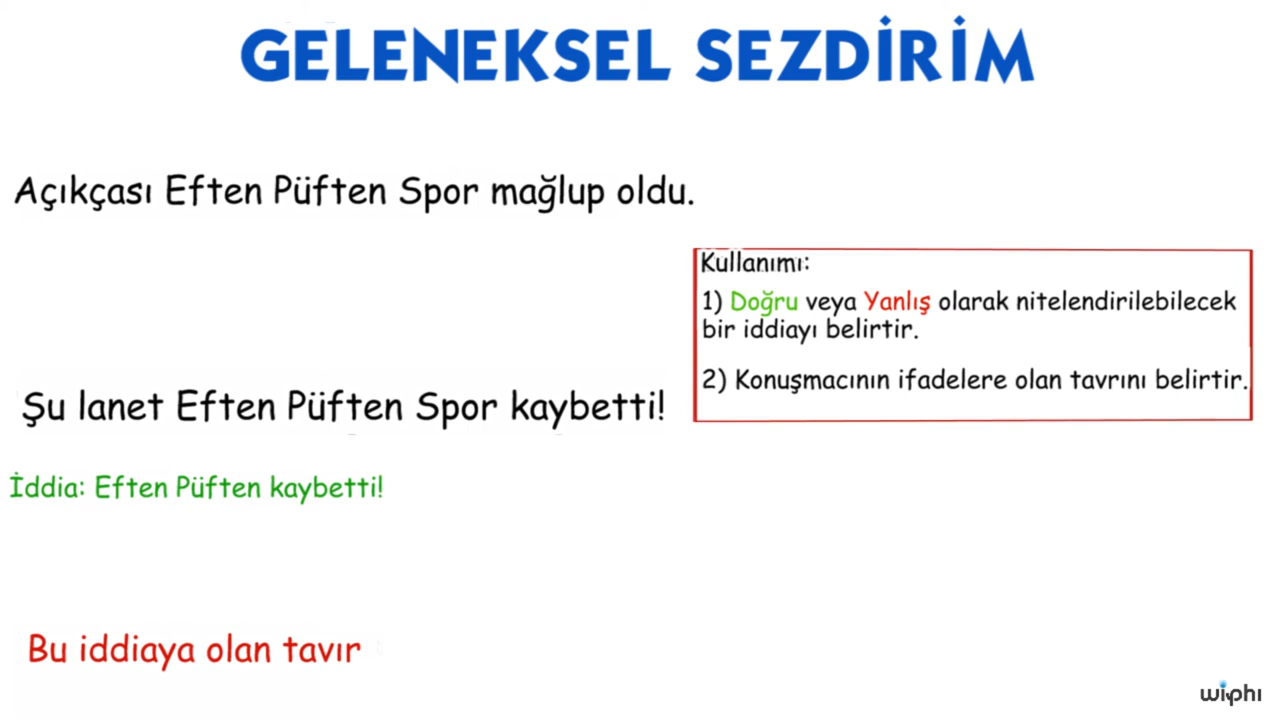 GELENEKSEL SEZDİRİM
Açıkçası Eften Püften Spor mağlup oldu.
Kullanımı:
1) Doğru veya Yanlış olarak nitelendirilebilecek
bir iddiayı belirtir.
2) Konuşmacının ifadelere olan tavrını belirtir.
Şu lanet Eften Püften Spor kaybetti!
İddia: Eften Püften kaybetti!
Bu iddiaya olan tavır
wiphi